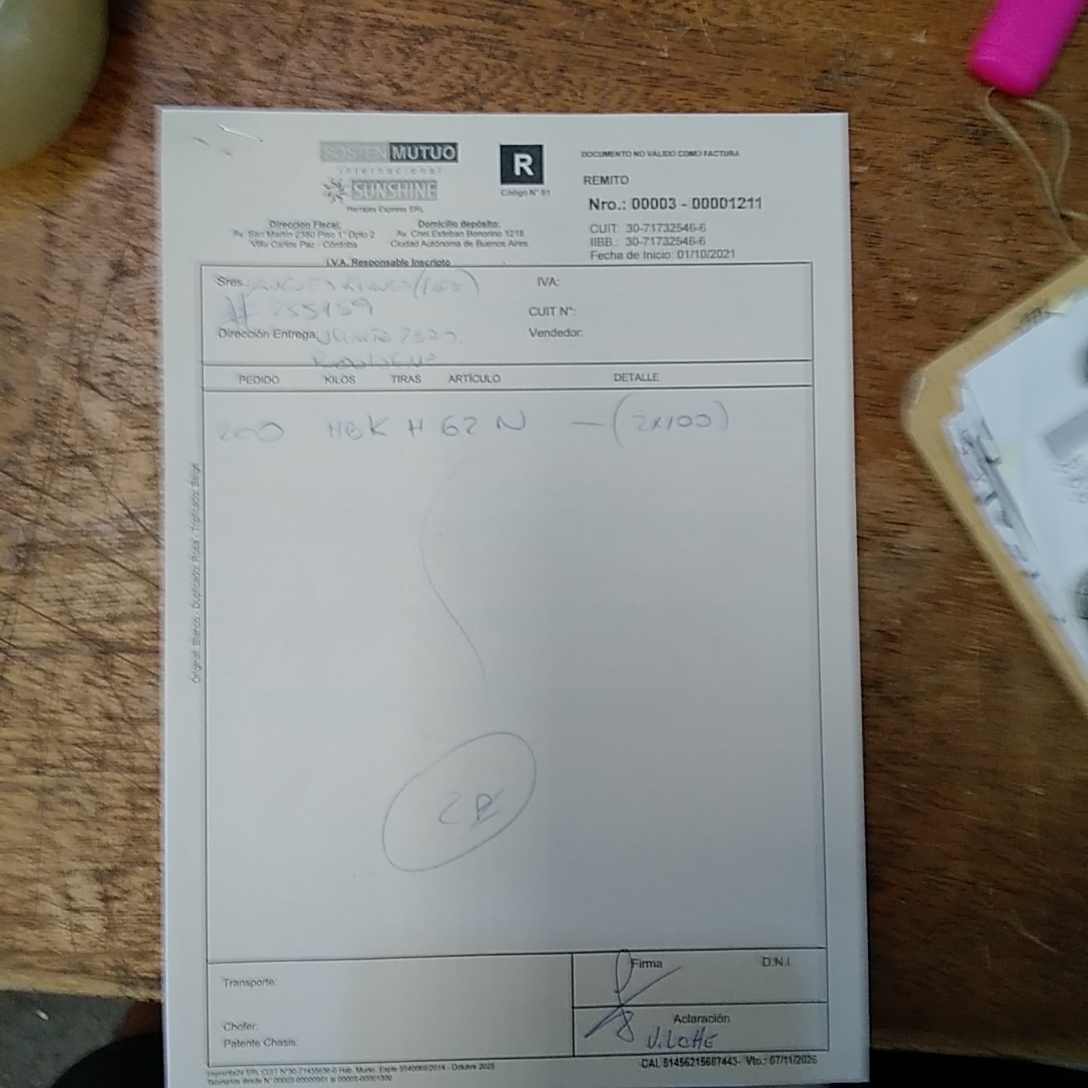 SOSTEN MUTUO
internacional
SUNSHINE
Herrajes Express SRL
R
Código N° 91
DOCUMENTO NO VÁLIDO COMO FACTURA
REMITO
Nro.: 00003 - 00001211
CUIT: 30-71732546-6
IIBB.: 30-71732546-6
Fecha de Inicio: 01/10/2021
Dirección Fiscal:
Av. San Martín 2380 Piso 1° Dpto 2
Villa Carlos Paz - Córdoba
Domicilio depósito:
Av. Cnel. Esteban Bonorino 1218
Ciudad Autónoma de Buenos Aires
I.V.A. Responsable Inscripto
Sres.:
# 255159
Dirección Entrega:
IVA:
CUIT N°:
Vendedor:
PEDIDO KILOS TIRAS ARTÍCULO DETALLE
200 HBK H 62 N — (2x100)
Original: Blanco - Duplicado: Rosa - Triplicado: Beige
Transporte:
Chofer:
Patente Chasis:
Firma
D.N.I.
Aclaración
CAI. 51456215687443- Vto.: 07/11/2026